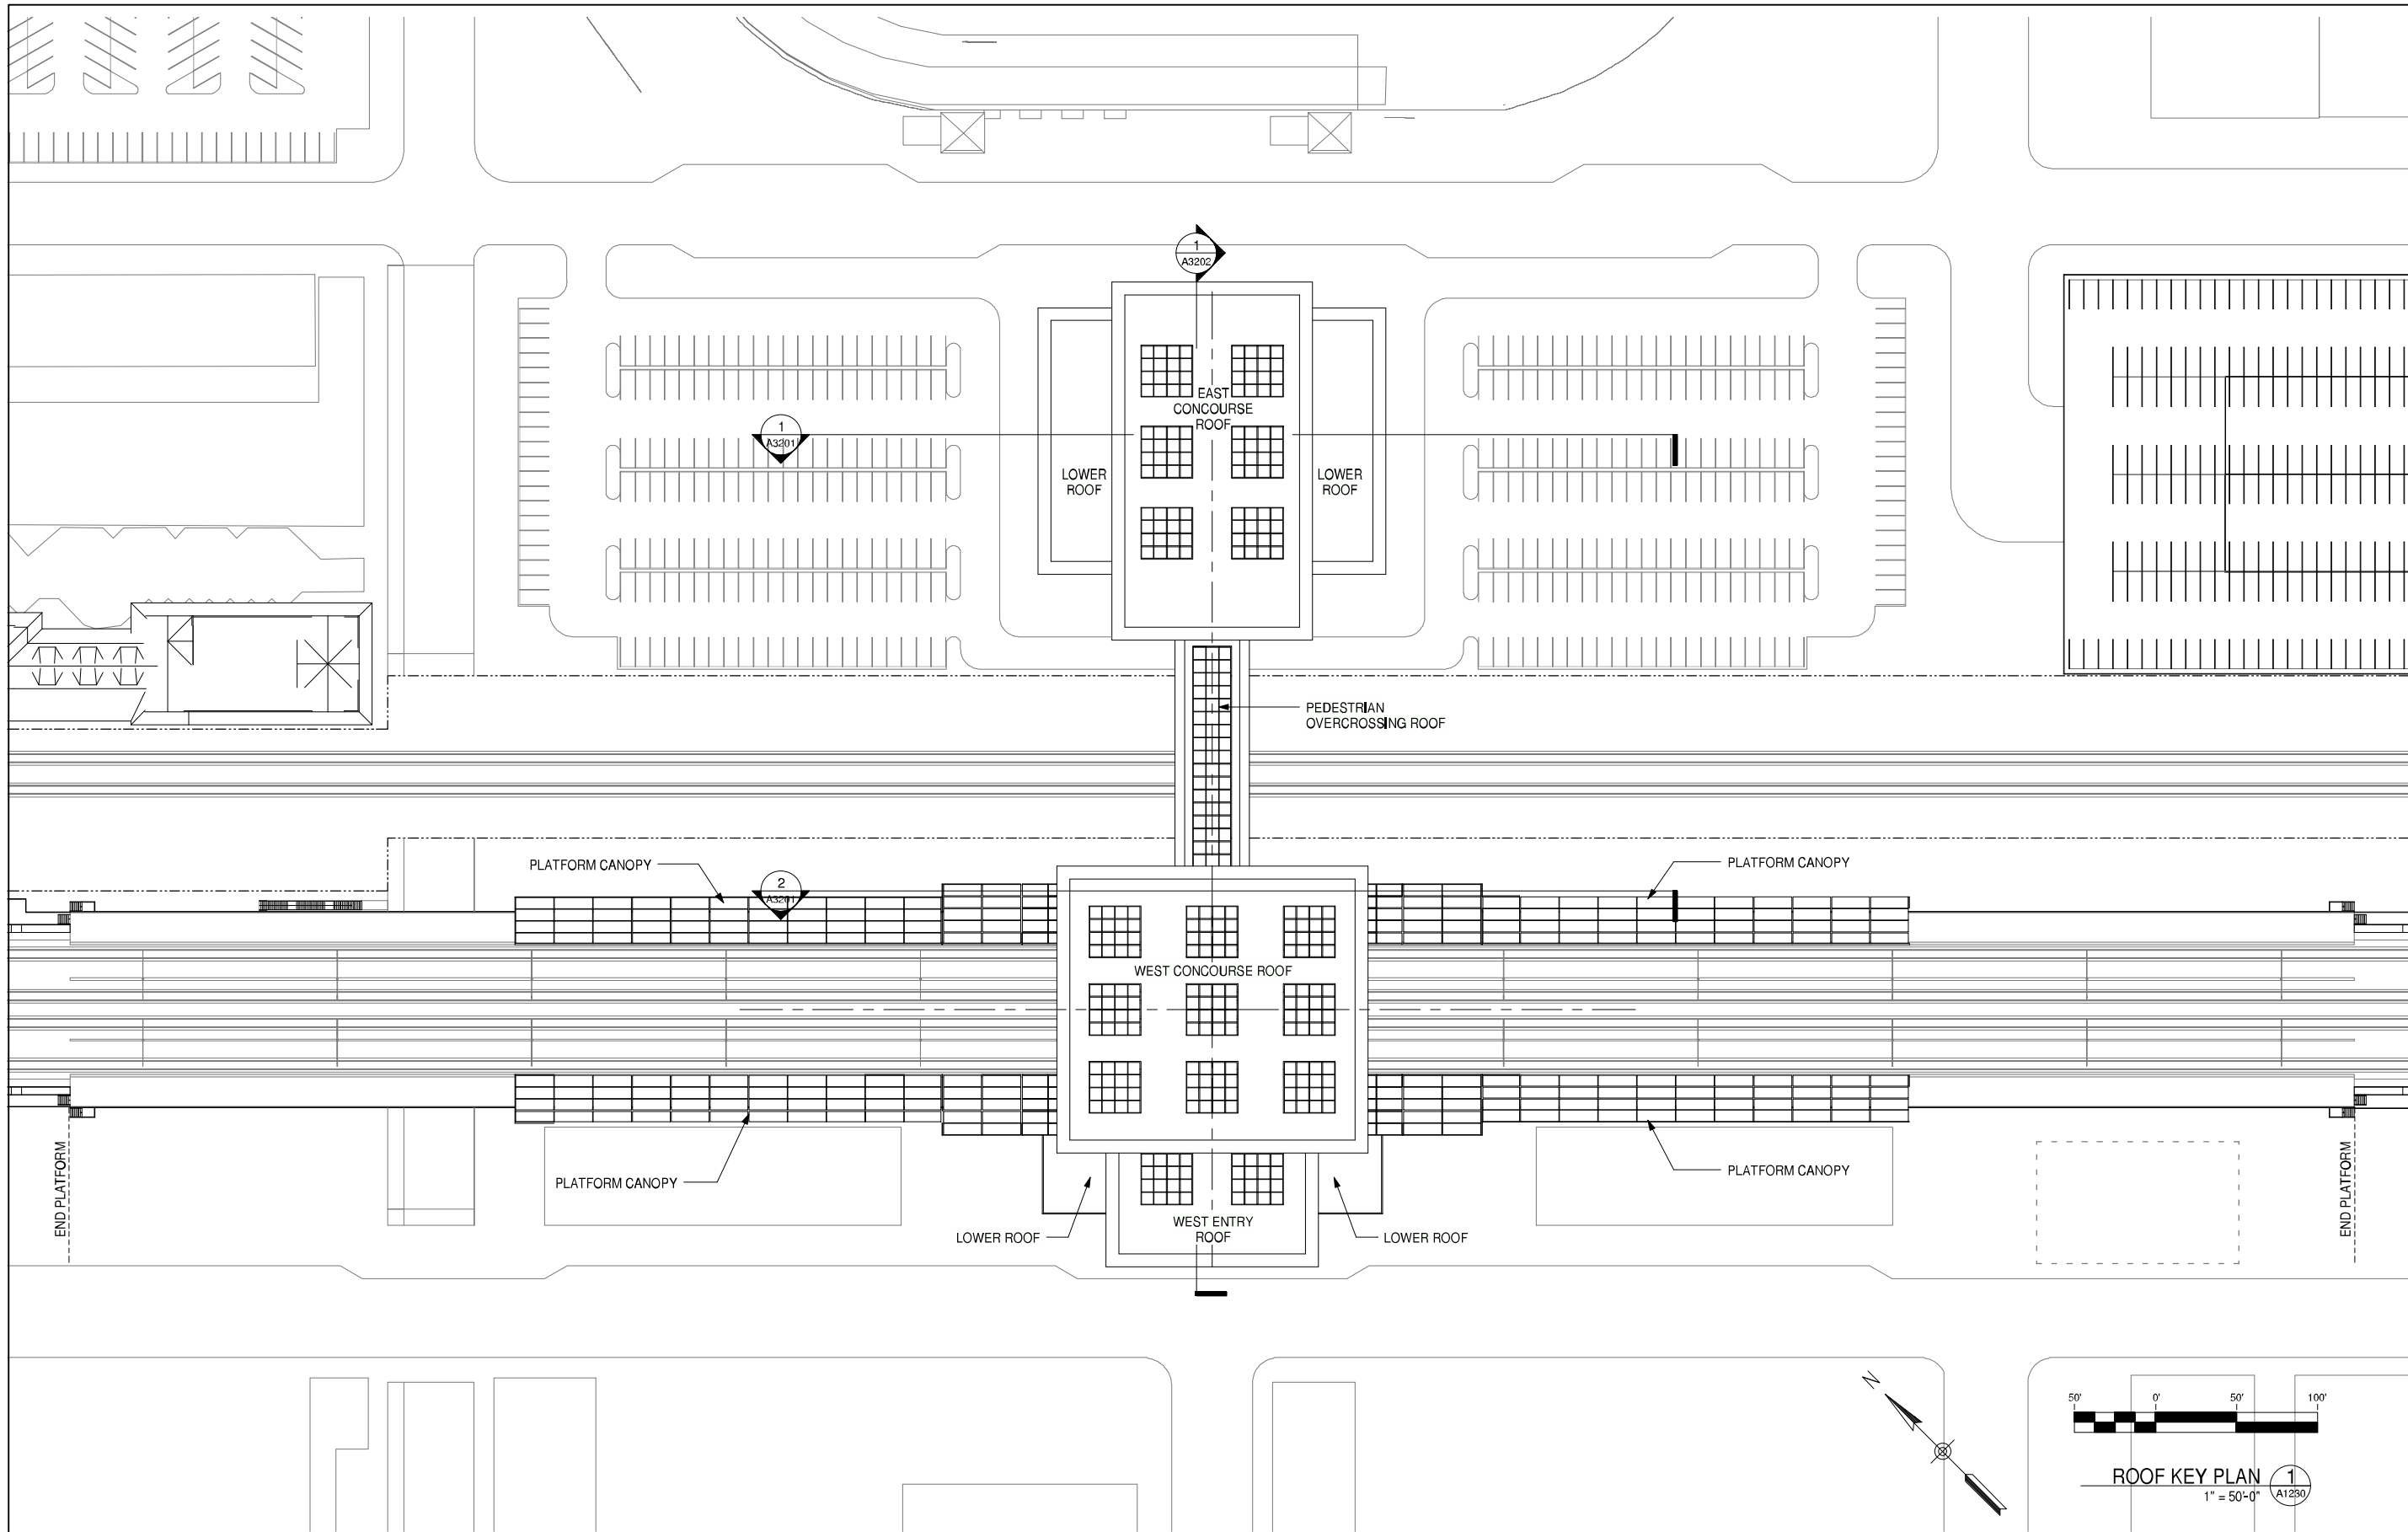 1
A3202
EAST
CONCOURSE
ROOF
1
A3201
LOWER
ROOF
LOWER
ROOF
PEDESTRIAN
OVERCROSSING ROOF
PLATFORM CANOPY
PLATFORM CANOPY
2
A3201
WEST CONCOURSE ROOF
END PLATFORM
PLATFORM CANOPY
PLATFORM CANOPY
END PLATFORM
WEST ENTRY
ROOF
LOWER ROOF
LOWER ROOF
N
50' 0' 50' 100'
ROOF KEY PLAN
1" = 50'-0"
1
A1230